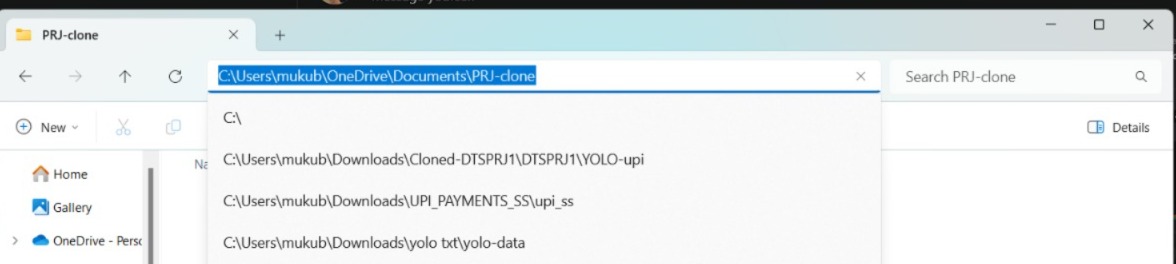 PRJ-clone
C:\Users\mukub\OneDrive\Documents\PRJ-clone
Search PRJ-clone
New
Details
C:\
C:\Users\mukub\Downloads\Cloned-DTSPRJ1\DTSPRJ1\YOLO-upi
Home
Na
C:\Users\mukub\Downloads\UPI_PAYMENTS_SS\upi_ss
Gallery
C:\Users\mukub\Downloads\yolo txt\yolo-data
OneDrive - Perso